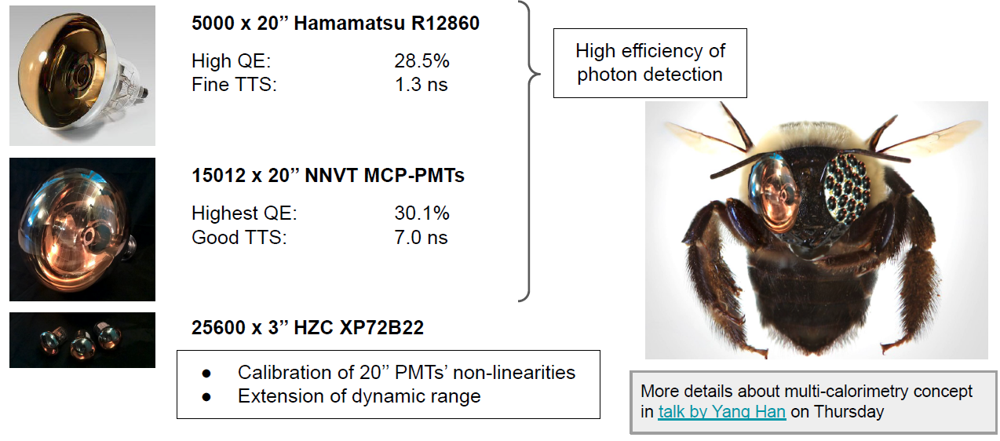 5000 x 20’’ Hamamatsu R12860
High QE: 28.5%
Fine TTS: 1.3 ns
High efficiency of
photon detection
15012 x 20’’ NNVT MCP-PMTs
Highest QE: 30.1%
Good TTS: 7.0 ns
25600 x 3’’ HZC XP72B22
● Calibration of 20’’ PMTs’ non-linearities
● Extension of dynamic range
More details about multi-calorimetry concept
in talk by Yang Han on Thursday